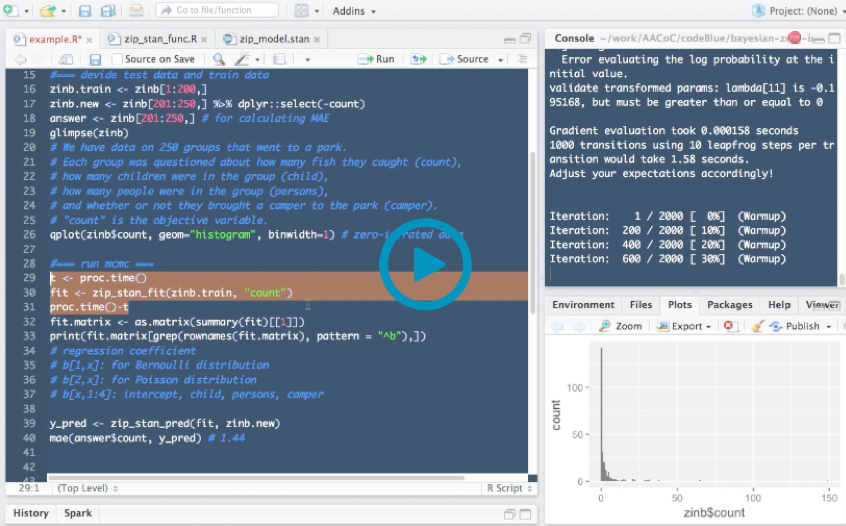 Go to file/function
Addins
Project: (None)
example.R*
zip_stan_func.R
zip_model.stan
Source on Save
Run
Source
15 #=== devide test data and train data
16 zinb.train <- zinb[1:200,]
17 zinb.new <- zinb[201:250,] %>% dplyr::select(-count)
18 answer <- zinb[201:250,] # for calculating MAE
19 glimpse(zinb)
20 # We have data on 250 groups that went to a park.
21 # Each group was questioned about how many fish they caught (count),
22 # how many children were in the group (child),
23 # how many people were in the group (persons),
24 # and whether or not they brought a camper to the park (camper).
25 # "count" is the objective variable.
26 qplot(zinb$count, geom="histogram", binwidth=1) # zero-in rated data
27
28 #=== run mcmc ===
29 t <- proc.time()
30 fit <- zip_stan_fit(zinb.train, "count")
31 proc.time()-t
32 fit.matrix <- as.matrix(summary(fit)[[1]])
33 print(fit.matrix[grep(rownames(fit.matrix), pattern = "^b"),])
34 # regression coefficient
35 # b[1,x]: for Bernoulli distribution
36 # b[2,x]: for Poisson distribution
37 # b[x,1:4]: intercept, child, persons, camper
38
39 y_pred <- zip_stan_pred(fit, zinb.new)
40 mae(answer$count, y_pred) # 1.44
41
42
43
29:1 (Top Level) R Script
History Spark
Console ~/work/AACoC/codeBlue/bayesian-ze
Error evaluating the log probability at the i
nitial value.
validate transformed params: lambda[11] is -0.1
95168, but must be greater than or equal to 0
Gradient evaluation took 0.000158 seconds
1000 transitions using 10 leapfrog steps per tr
ansition would take 1.58 seconds.
Adjust your expectations accordingly!
Iteration: 1 / 2000 [ 0%] (Warmup)
Iteration: 200 / 2000 [ 10%] (Warmup)
Iteration: 400 / 2000 [ 20%] (Warmup)
Iteration: 600 / 2000 [ 30%] (Warmup)
Environment Files Plots Packages Help Viewer
Zoom Export Publish
count
100
50
0
0 50 100 150
zinb$count